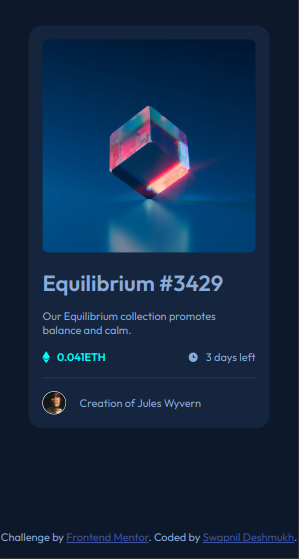 Equilibrium #3429
Our Equilibrium collection promotes
balance and calm.
0.041ETH 3 days left
Creation of Jules Wyvern
Challenge by Frontend Mentor. Coded by Swapnil Deshmukh.